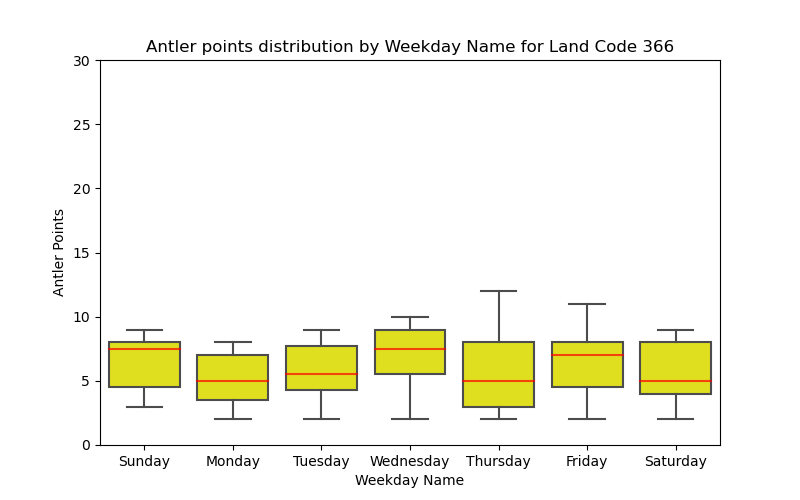 Antler points distribution by Weekday Name for Land Code 366
30
25
20
15
10
5
0
Antler Points
Sunday Monday Tuesday Wednesday Thursday Friday Saturday
Weekday Name